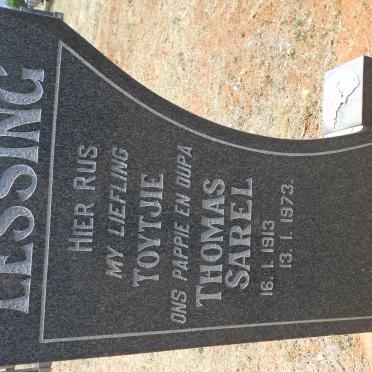 LESSING
HIER RUS
MY LIEFLING
TOYTJIE
ONS PAPPIE EN OUPA
THOMAS
SAREL
16.1.1913
13.1.1973.